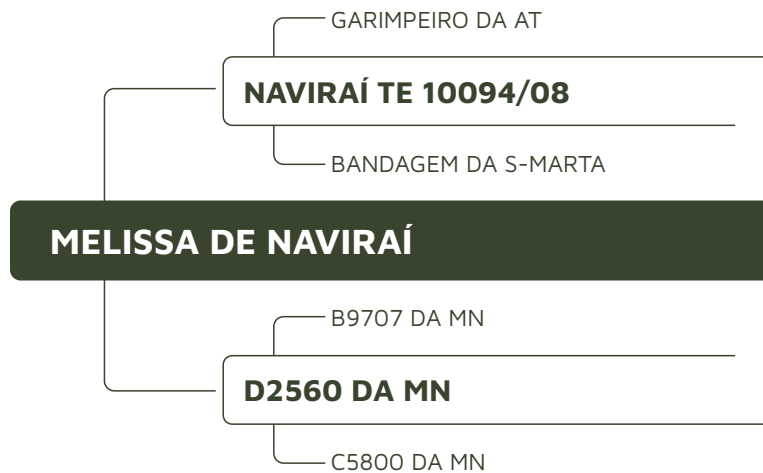 GARIMPEIRO DA AT
NAVIRAÍ TE 10094/08
BANDAGEM DA S-MARTA
MELISSA DE NAVIRAÍ
B9707 DA MN
D2560 DA MN
C5800 DA MN